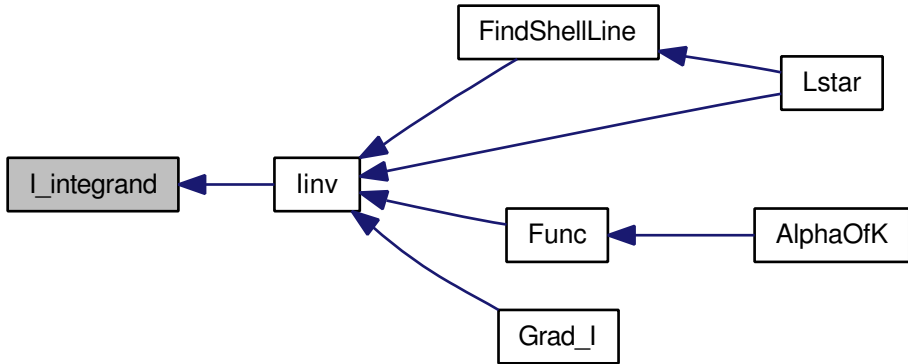 FindShellLine
Lstar
I_integrand
Iinv
Func
AlphaOfK
Grad_I